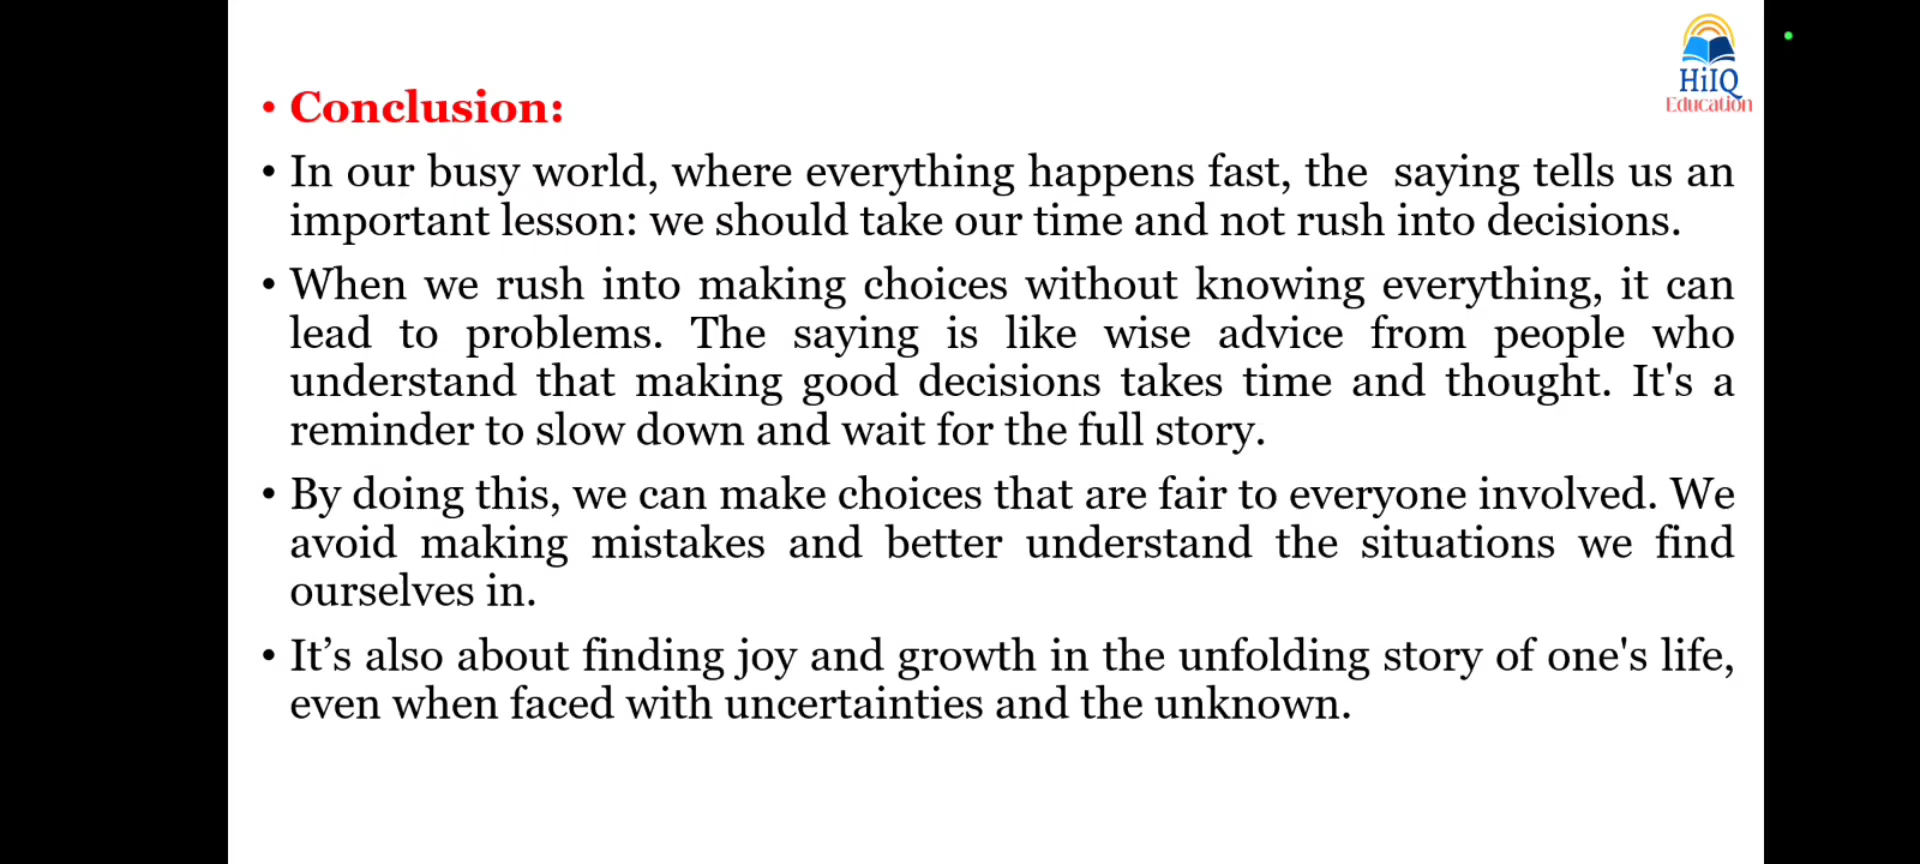 HiIQ
Education
• Conclusion:
• In our busy world, where everything happens fast, the saying tells us an
important lesson: we should take our time and not rush into decisions.
• When we rush into making choices without knowing everything, it can
lead to problems. The saying is like wise advice from people who
understand that making good decisions takes time and thought. It's a
reminder to slow down and wait for the full story.
• By doing this, we can make choices that are fair to everyone involved. We
avoid making mistakes and better understand the situations we find
ourselves in.
• It’s also about finding joy and growth in the unfolding story of one's life,
even when faced with uncertainties and the unknown.